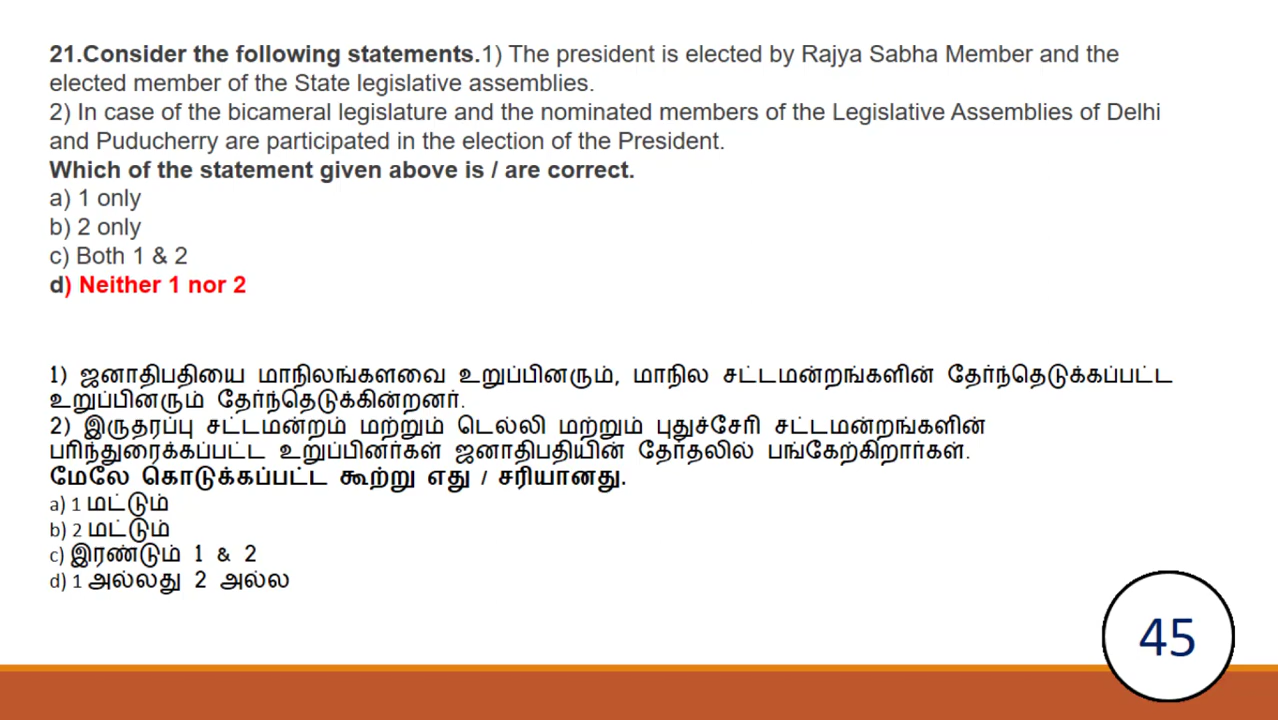 21.Consider the following statements.1) The president is elected by Rajya Sabha Member and the
elected member of the State legislative assemblies.
2) In case of the bicameral legislature and the nominated members of the Legislative Assemblies of Delhi
and Puducherry are participated in the election of the President.
Which of the statement given above is / are correct.
a) 1 only
b) 2 only
c) Both 1 & 2
d) Neither 1 nor 2
1) ஜனாதிபதியை மாநிலங்களவை உறுப்பினரும், மாநில சட்டமன்றங்களின் தேர்ந்தெடுக்கப்பட்ட
உறுப்பினரும் தேர்ந்தெடுக்கின்றனர்.
2) இருதரப்பு சட்டமன்றம் மற்றும் டெல்லி மற்றும் புதுச்சேரி சட்டமன்றங்களின்
பரிந்துரைக்கப்பட்ட உறுப்பினர்கள் ஜனாதிபதியின் தேர்தலில் பங்கேற்கிறார்கள்.
மேலே கொடுக்கப்பட்ட கூற்று எது / சரியானது.
a) 1 மட்டும்
b) 2 மட்டும்
c) இரண்டும் 1 & 2
d) 1 அல்லது 2 அல்ல
45